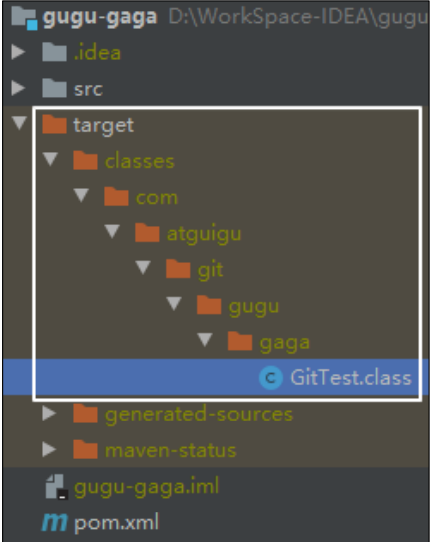 gugu-gaga D:\WorkSpace-IDEA\gugu
.idea
src
target
classes
com
atguigu
git
gugu
gaga
GitTest.class
generated-sources
maven-status
gugu-gaga.iml
pom.xml